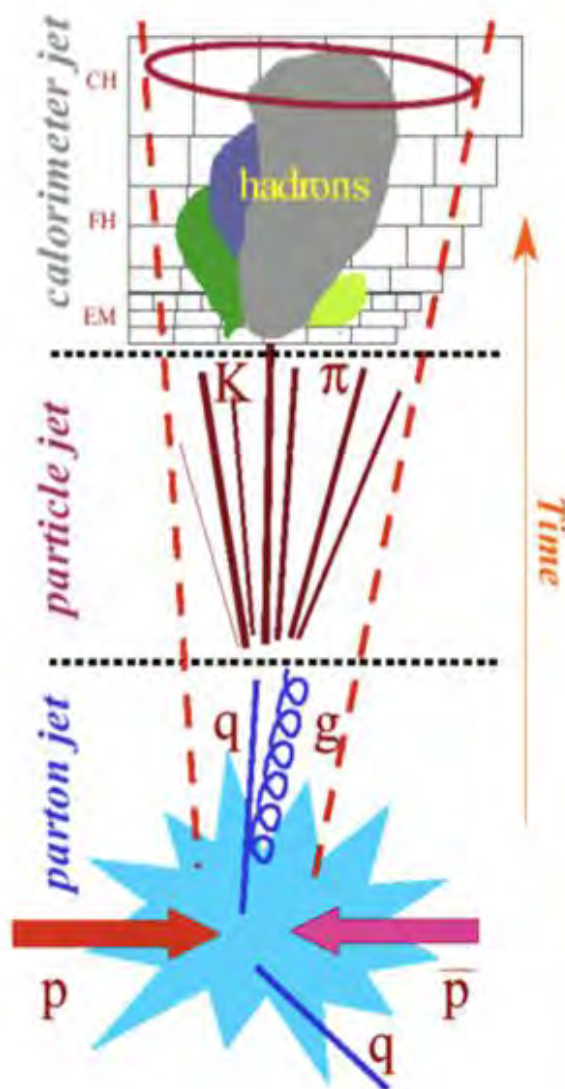 calorimeter jet
CH
hadrons
FH
EM
K
π
particle jet
Time
parton jet
q
g
p
p̅
q